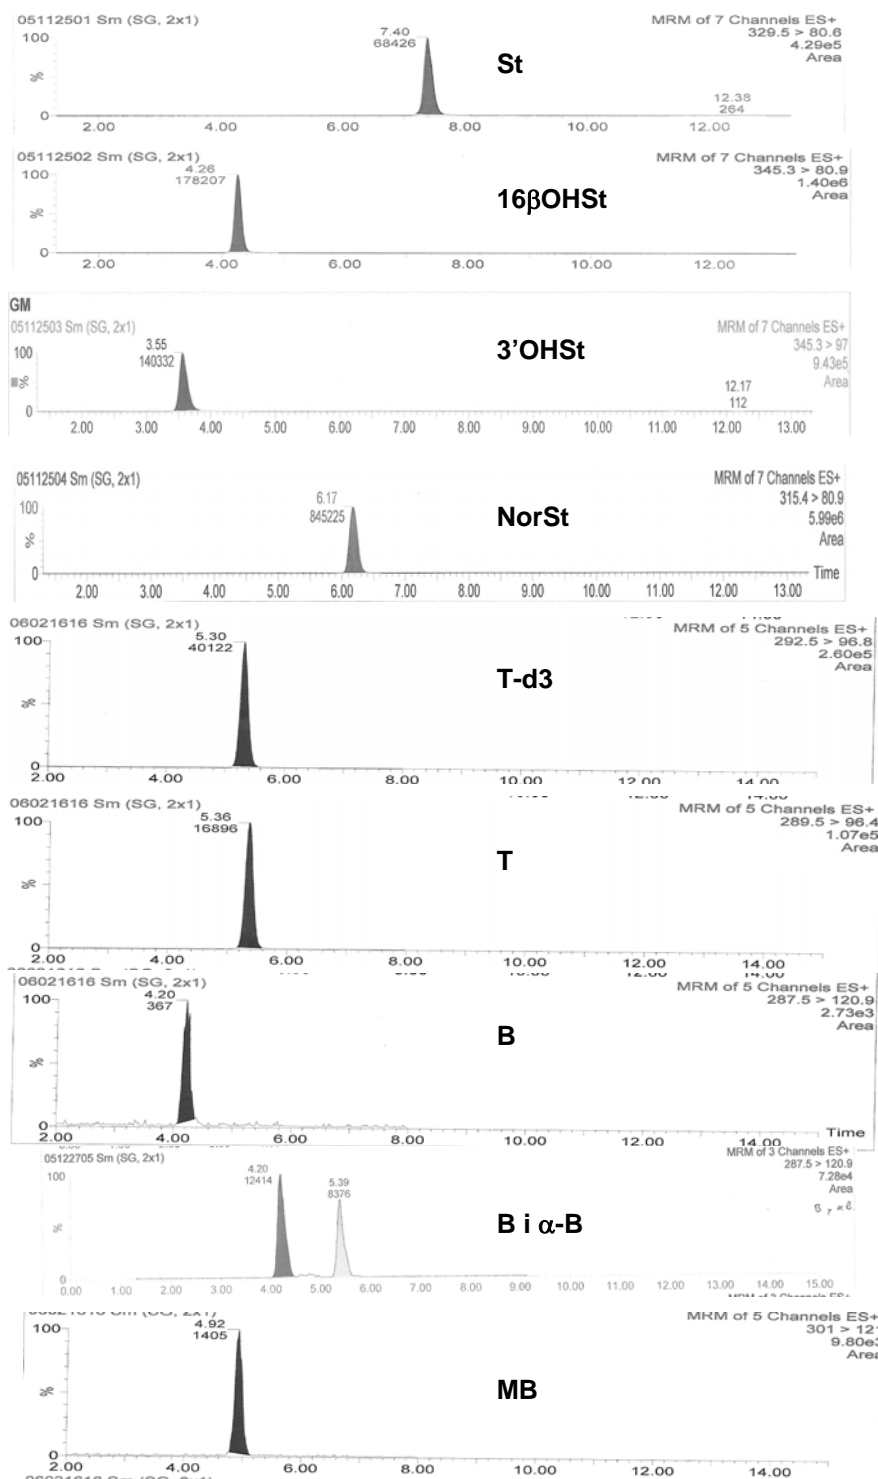 05112501 Sm (SG, 2x1)
MRM of 7 Channels ES+
329.5 > 80.6
4.29e5
Area
7.40
68426
100
%
0
St
12.38
264
2.00 4.00 6.00 8.00 10.00 12.00
05112502 Sm (SG, 2x1)
MRM of 7 Channels ES+
345.3 > 80.9
1.40e6
Area
4.26
178207
100
%
0
16βOHSt
2.00 4.00 6.00 8.00 10.00 12.00
GM
05112503 Sm (SG, 2x1)
MRM of 7 Channels ES+
345.3 > 97
9.43e5
Area
3.55
140332
100
%
0
3'OHSt
12.17
112
2.00 3.00 4.00 5.00 6.00 7.00 8.00 9.00 10.00 11.00 12.00 13.00
05112504 Sm (SG, 2x1)
MRM of 7 Channels ES+
315.4 > 80.9
5.99e6
Area
6.17
845225
100
%
0
NorSt
Time
2.00 3.00 4.00 5.00 6.00 7.00 8.00 9.00 10.00 11.00 12.00 13.00
06021616 Sm (SG, 2x1)
MRM of 5 Channels ES+
292.5 > 96.8
2.60e5
Area
5.30
40122
100
%
0
T-d3
2.00 4.00 6.00 8.00 10.00 12.00 14.00
06021616 Sm (SG, 2x1)
MRM of 5 Channels ES+
289.5 > 96.4
1.07e5
Area
5.36
16896
100
%
0
T
2.00 4.00 6.00 8.00 10.00 12.00 14.00
06021616 Sm (SG, 2x1)
MRM of 5 Channels ES+
287.5 > 120.9
2.73e3
Area
4.20
367
100
%
0
B
Time
2.00 4.00 6.00 8.00 10.00 12.00 14.00
05122705 Sm (SG, 2x1)
MRM of 3 Channels ES+
287.5 > 120.9
7.28e4
Area
4.20
12414
5.39
8376
100
%
0
B i α-B
0.00 1.00 2.00 3.00 4.00 5.00 6.00 7.00 8.00 9.00 10.00 11.00 12.00 13.00 14.00 15.00
MRM of 5 Channels ES+
301 > 121
9.80e3
Area
4.92
1405
100
%
0
MB
2.00 4.00 6.00 8.00 10.00 12.00 14.00